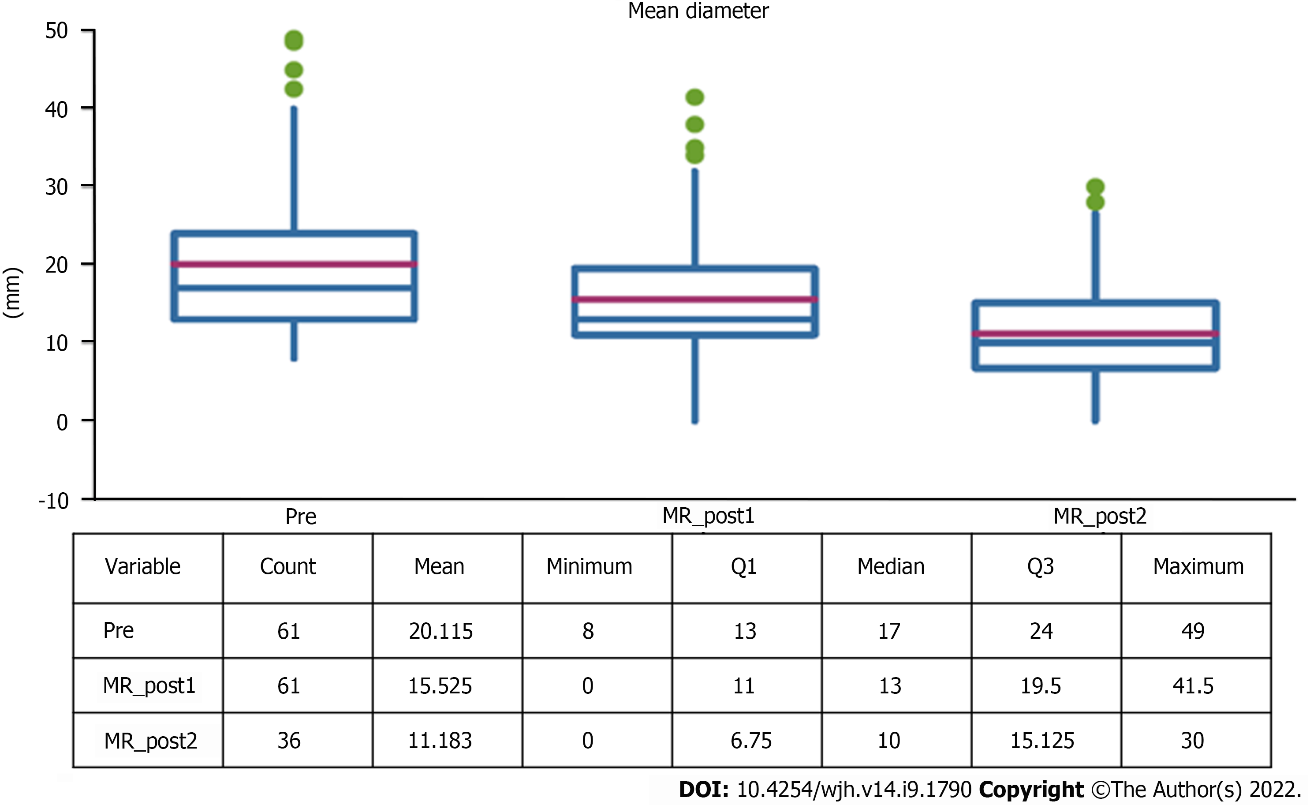 Mean diameter
50
40
30
20
10
0
-10
(mm)
Pre MR_post1 MR_post2
Variable Count Mean Minimum Q1 Median Q3 Maximum
Pre 61 20.115 8 13 17 24 49
MR_post1 61 15.525 0 11 13 19.5 41.5
MR_post2 36 11.183 0 6.75 10 15.125 30
DOI: 10.4254/wjh.v14.i9.1790 Copyright ©The Author(s) 2022.